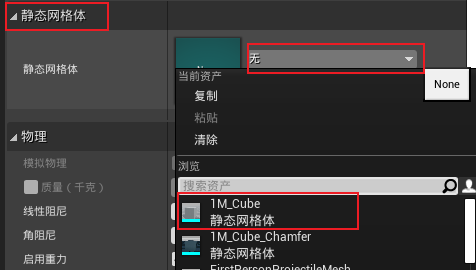 静态网格体
静态网格体
无
当前资产
None
复制
粘贴
清除
物理
模拟物理
质量（千克）
线性阻尼
角阻尼
启用重力
浏览
搜索资产
1M_Cube
静态网格体
1M_Cube_Chamfer
静态网格体
FirstPersonProjectileMesh